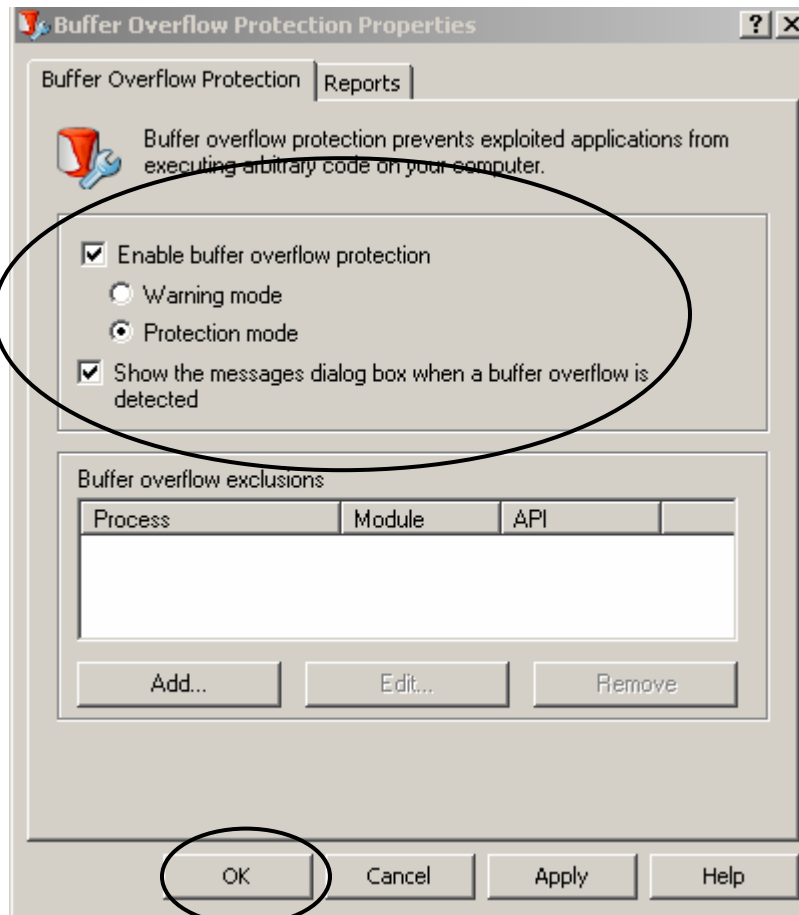 Buffer Overflow Protection Properties
Buffer Overflow Protection
Reports
Buffer overflow protection prevents exploited applications from
executing arbitrary code on your computer.
Enable buffer overflow protection
Warning mode
Protection mode
Show the messages dialog box when a buffer overflow is
detected
Buffer overflow exclusions
Process Module API
Add... Edit... Remove
OK Cancel Apply Help